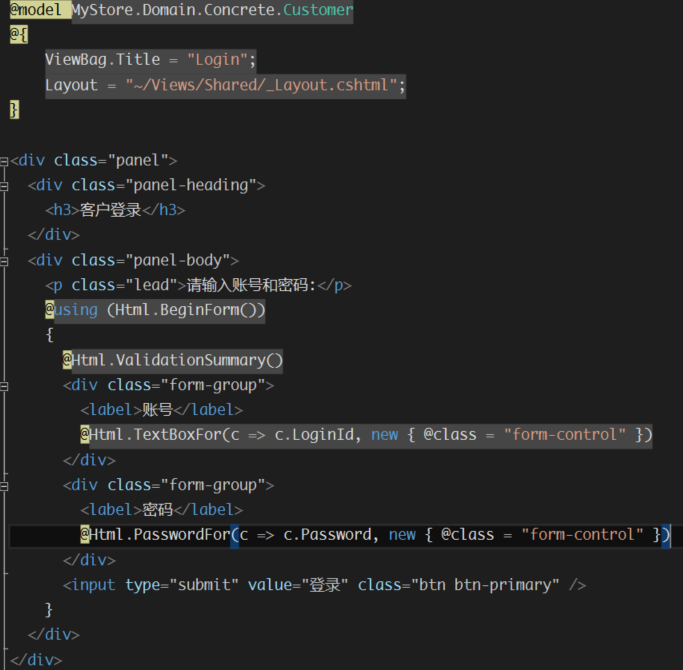 @model MyStore.Domain.Concrete.Customer
@{
    ViewBag.Title = "Login";
    Layout = "~/Views/Shared/_Layout.cshtml";
}
<div class="panel">
  <div class="panel-heading">
    <h3>客户登录</h3>
  </div>
  <div class="panel-body">
    <p class="lead">请输入账号和密码:</p>
    @using (Html.BeginForm())
    {
      @Html.ValidationSummary()
      <div class="form-group">
        <label>账号</label>
        @Html.TextBoxFor(c => c.LoginId, new { @class = "form-control" })
      </div>
      <div class="form-group">
        <label>密码</label>
        @Html.PasswordFor(c => c.Password, new { @class = "form-control" })
      </div>
      <input type="submit" value="登录" class="btn btn-primary" />
    }
  </div>
</div>